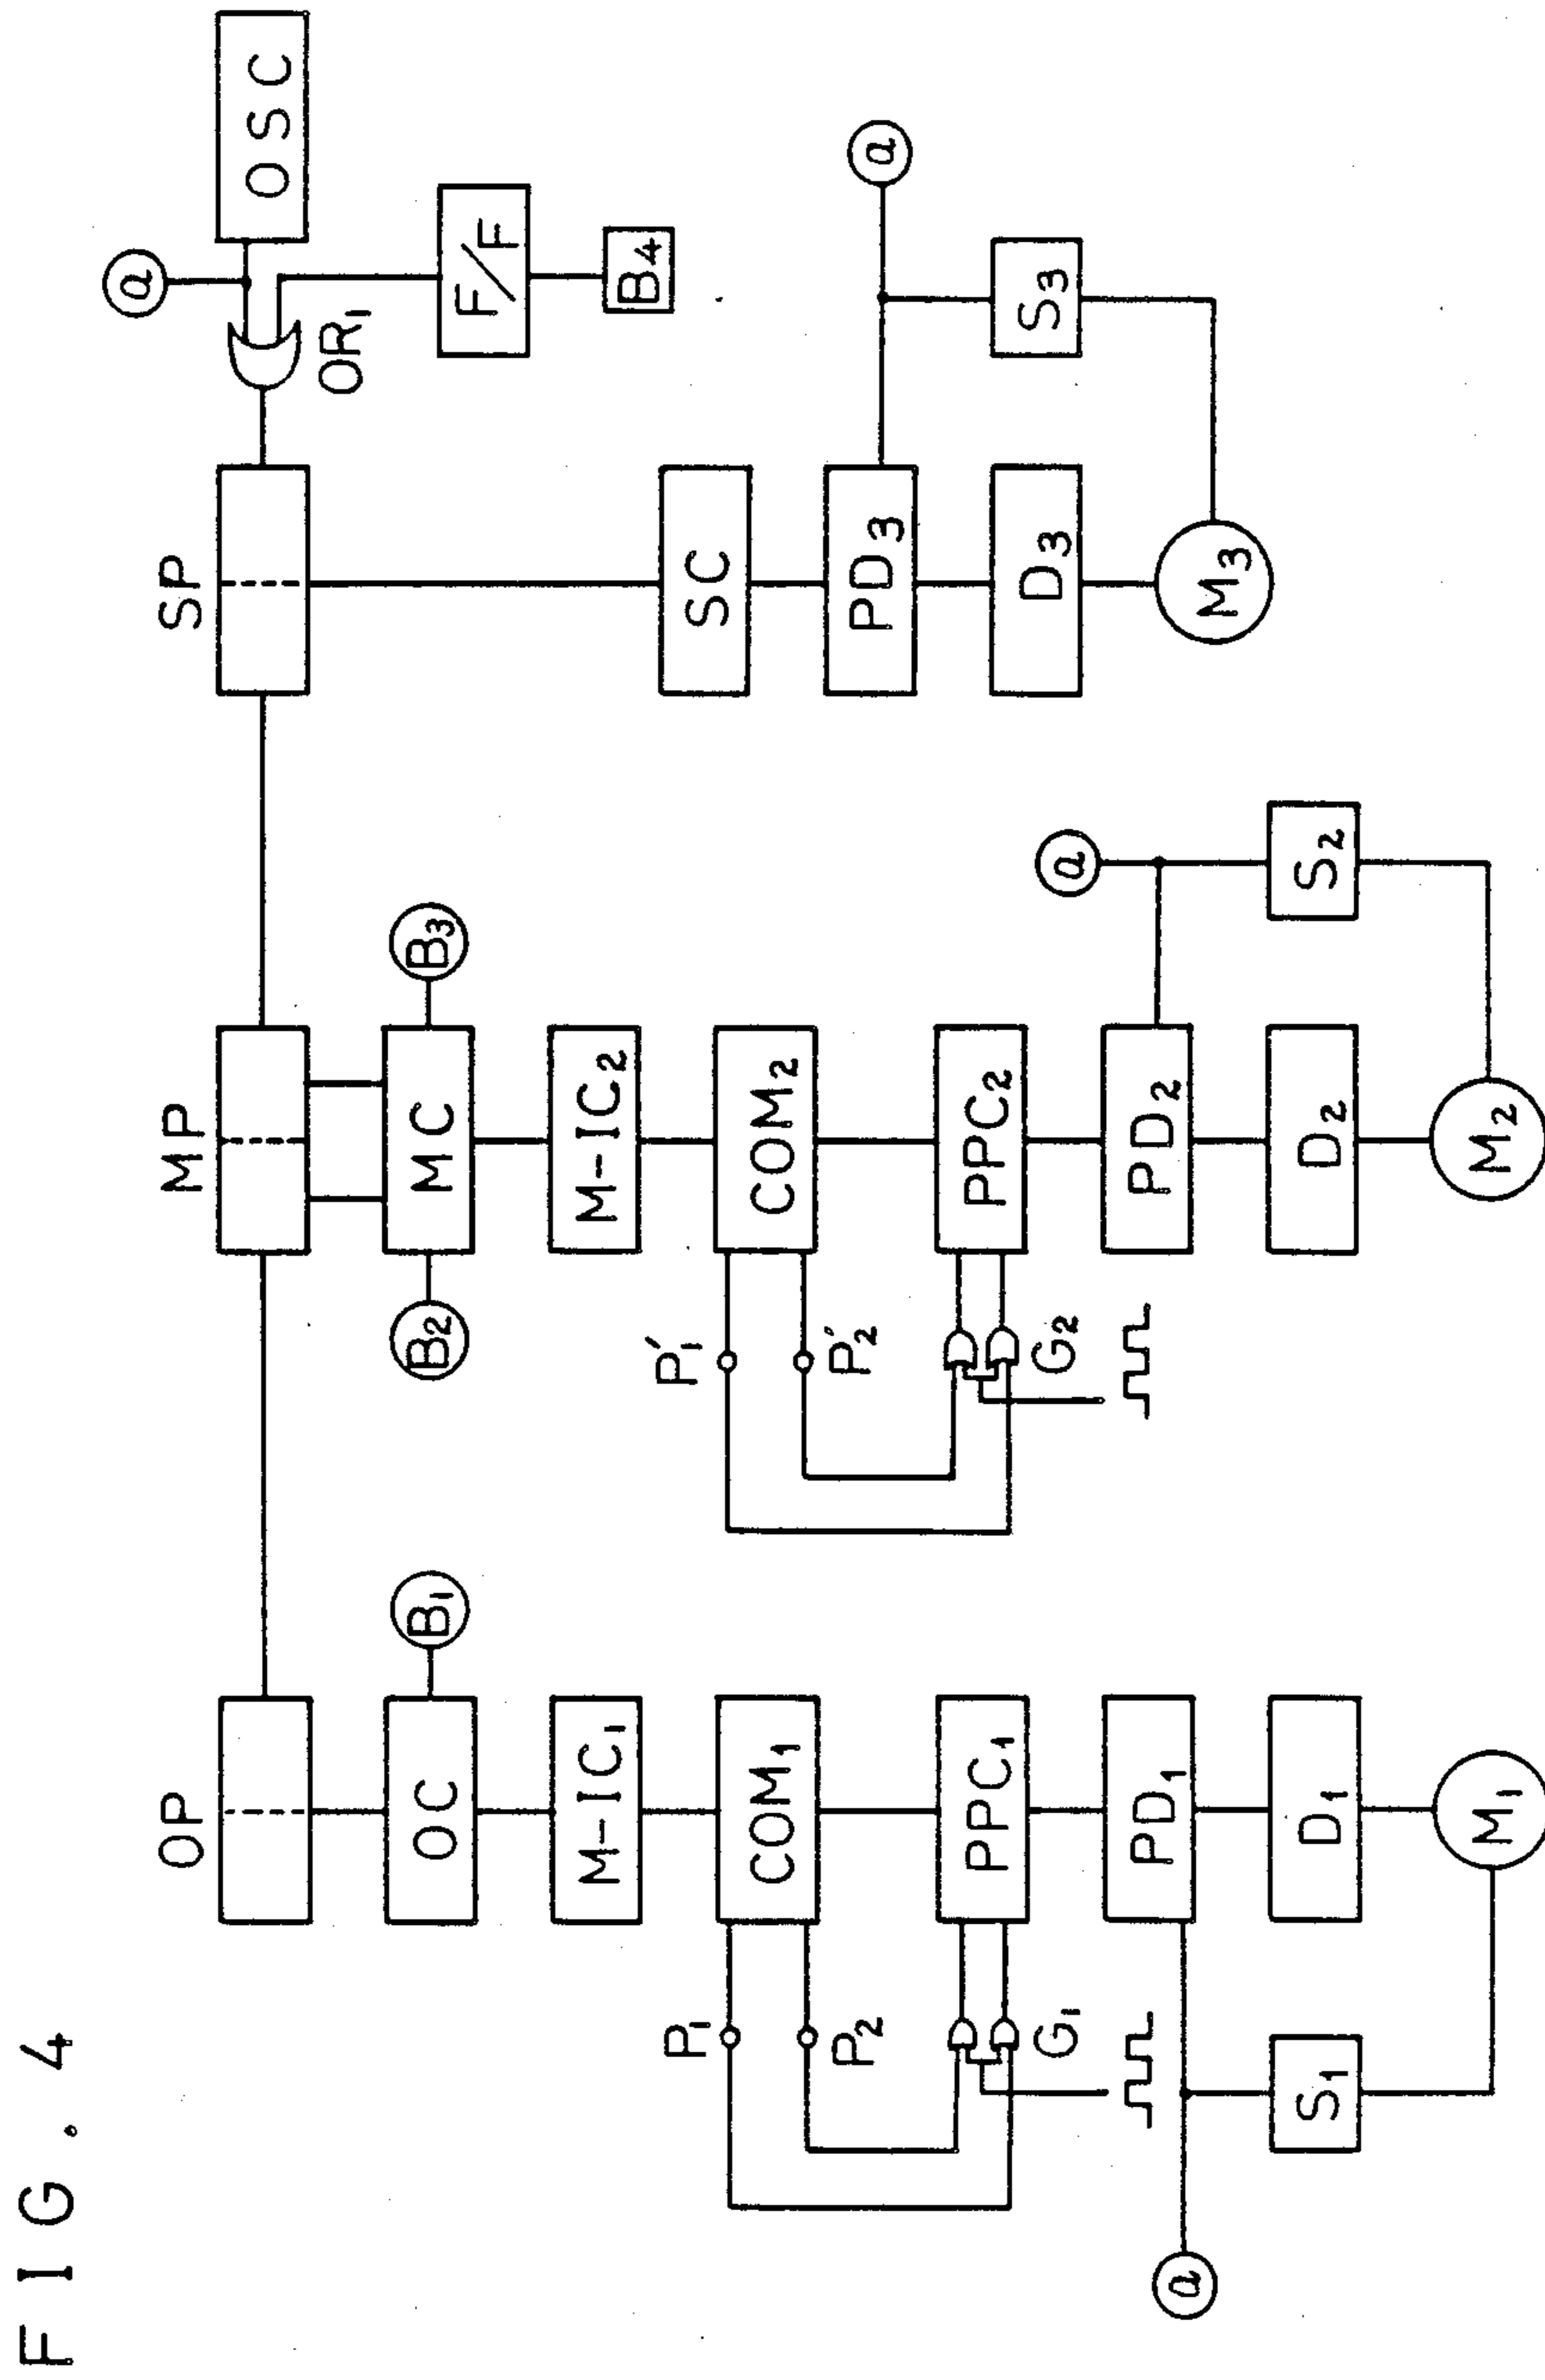 FIG. 4
OP
MP
SP
OSC
a
OR1
F/F
B4
OC
B1
B2
MC
B3
M-IC1
M-IC2
COM1
P1
P2
COM2
P'1
P'2
SC
PPC1
G1
PPC2
G2
PD3
a
PD1
a
PD2
a
D3
S3
D1
S1
D2
S2
M3
M1
M2